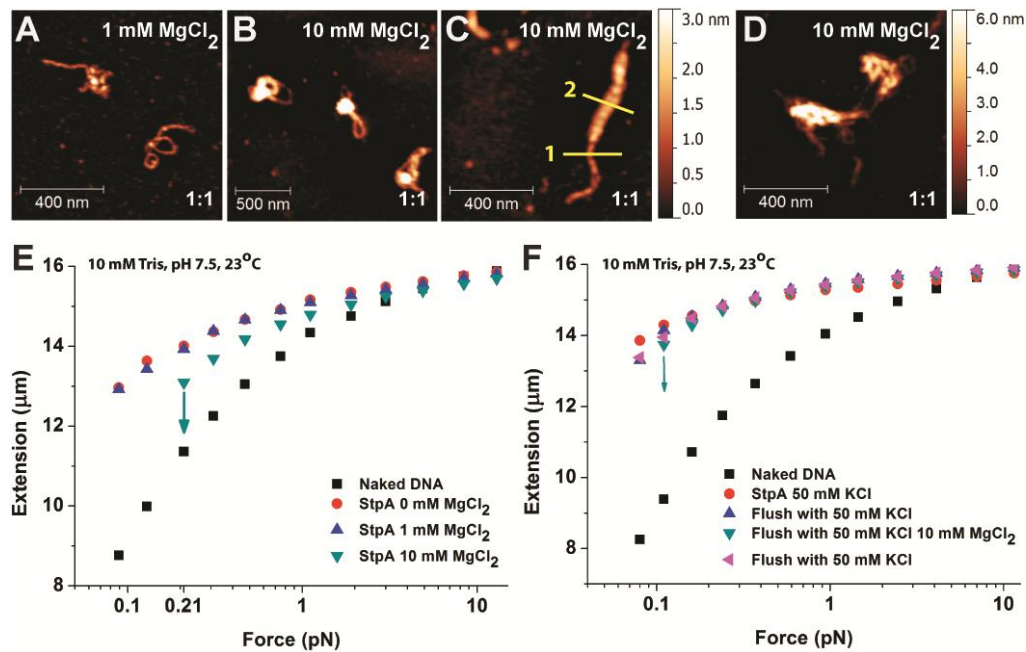 A
1 mM MgCl2
400 nm
1:1
B
10 mM MgCl2
500 nm
1:1
C
10 mM MgCl2
2
1
400 nm
1:1
3.0 nm
2.0
1.5
1.0
0.5
0.0
D
10 mM MgCl2
400 nm
1:1
6.0 nm
5.0
4.0
3.0
2.0
1.0
0.0
E
10 mM Tris, pH 7.5, 23°C
Extension (μm)
16
14
12
10
8
0.1
0.21
1
10
Force (pN)
Naked DNA
StpA 0 mM MgCl2
StpA 1 mM MgCl2
StpA 10 mM MgCl2
F
10 mM Tris, pH 7.5, 23°C
Extension (μm)
16
14
12
10
8
0.1
1
10
Force (pN)
Naked DNA
StpA 50 mM KCl
Flush with 50 mM KCl
Flush with 50 mM KCl 10 mM MgCl2
Flush with 50 mM KCl